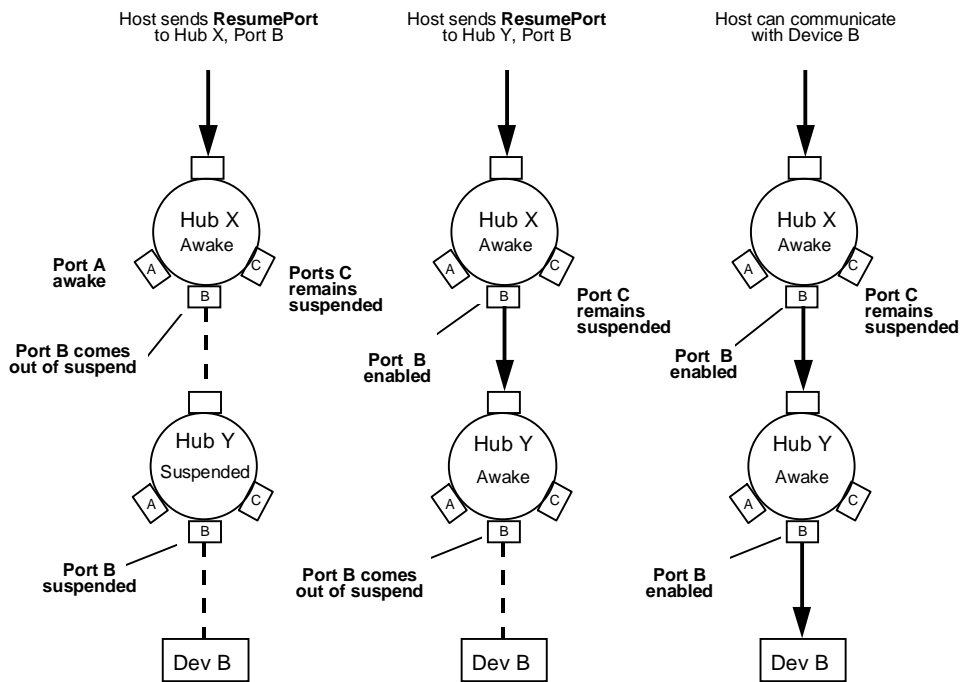 Host sends ResumePort
to Hub X, Port B
Hub X
Awake
A
C
B
Port A
awake
Ports C
remains
suspended
Port B comes
out of suspend
Hub Y
Suspended
A
C
B
Port B
suspended
Dev B
Host sends ResumePort
to Hub Y, Port B
Hub X
Awake
A
C
B
Port C
remains
suspended
Port B
enabled
Hub Y
Awake
A
C
B
Port B comes
out of suspend
Dev B
Host can communicate
with Device B
Hub X
Awake
A
C
B
Port C
remains
suspended
Port B
enabled
Hub Y
Awake
A
C
B
Port B
enabled
Dev B